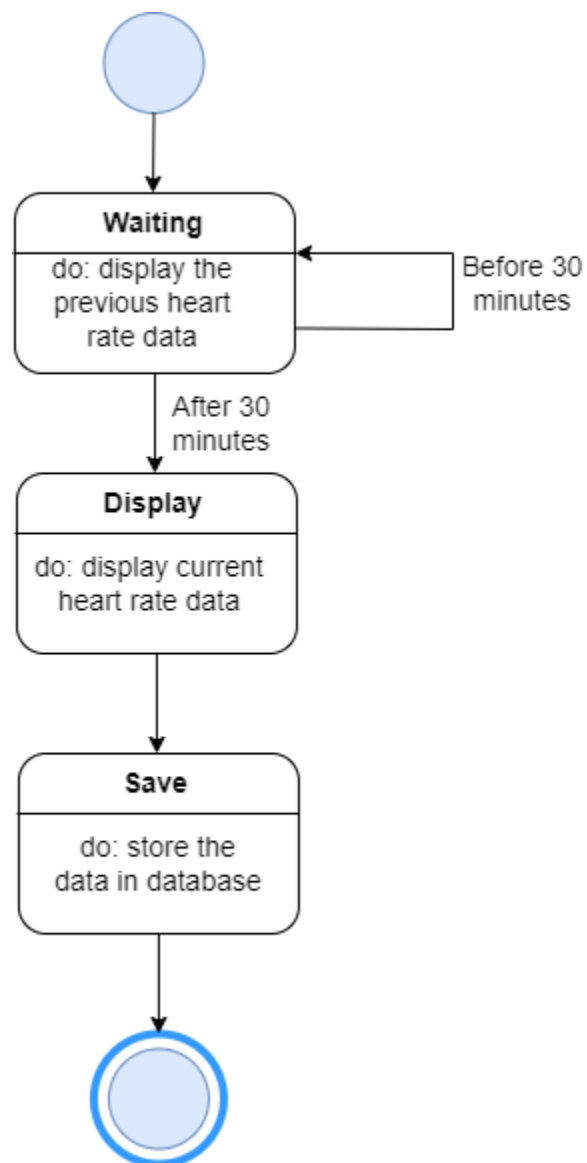 Waiting
do: display the
previous heart
rate data
Before 30
minutes
After 30
minutes
Display
do: display current
heart rate data
Save
do: store the
data in database